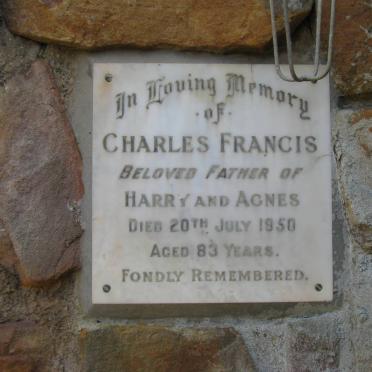 In Loving Memory
of
CHARLES FRANCIS
BELOVED FATHER OF
HARRY AND AGNES
DIED 20TH JULY 1950
AGED 83 YEARS.
FONDLY REMEMBERED.